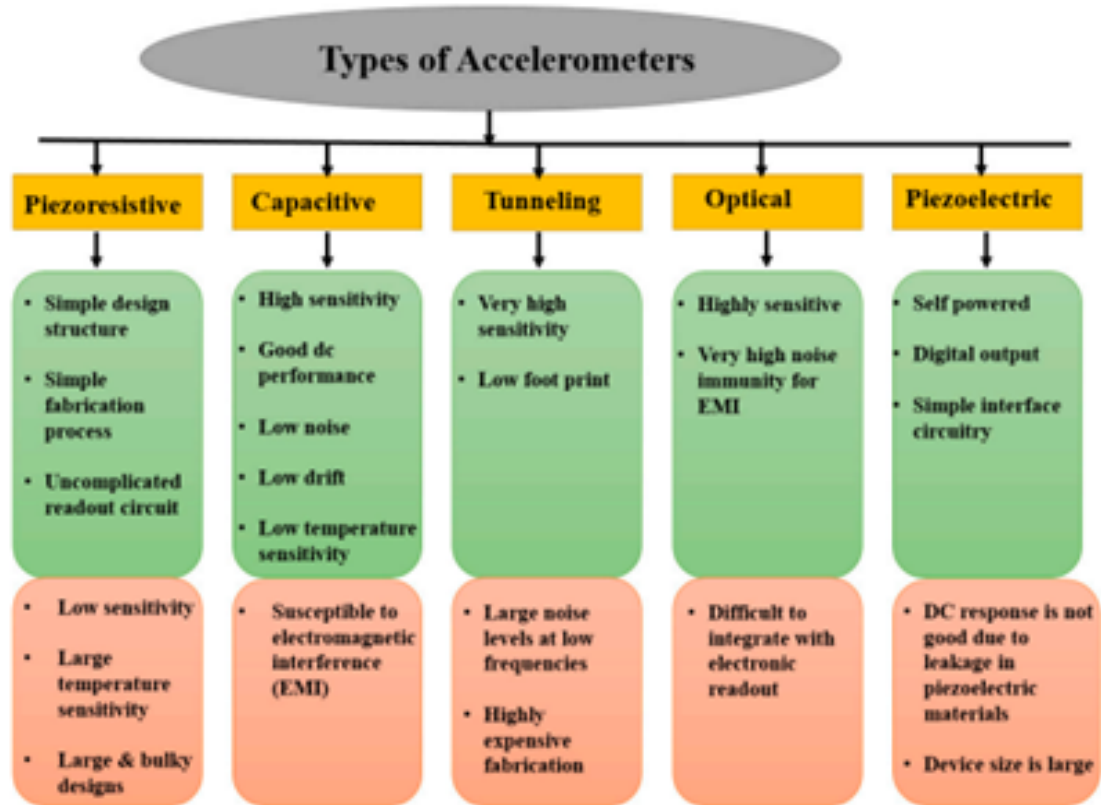 Types of Accelerometers
Piezoresistive
Capacitive
Tunneling
Optical
Piezoelectric
• Simple design
structure
• Simple
fabrication
process
• Uncomplicated
readout circuit
• High sensitivity
• Good dc
performance
• Low noise
• Low drift
• Low temperature
sensitivity
• Very high
sensitivity
• Low foot print
• Highly sensitive
• Very high noise
immunity for
EMI
• Self powered
• Digital output
• Simple interface
circuitry
• Low sensitivity
• Large
temperature
sensitivity
• Large & bulky
designs
• Susceptible to
electromagnetic
interference
(EMI)
• Large noise
levels at low
frequencies
• Highly
expensive
fabrication
• Difficult to
integrate with
electronic
readout
• DC response is not
good due to
leakage in
piezoelectric
materials
• Device size is large